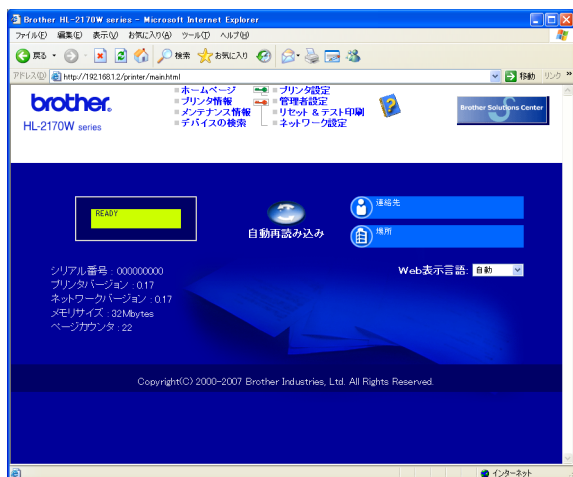 Brother HL-2170W series - Microsoft Internet Explorer
ファイル(F) 編集(E) 表示(V) お気に入り(A) ツール(T) ヘルプ(H)
戻る 検索 お気に入り
アドレス(D) http://192.168.1.2/printer/main.html 移動 リンク »
brother.
HL-2170W series
ホームページ プリンタ設定
プリンタ情報 管理者設定
メンテナンス情報 リセット & テスト印刷
デバイスの検索 ネットワーク設定
Brother Solutions Center
READY
自動再読み込み
連絡先
場所
シリアル番号 : 000000000
プリンタバージョン : 0.17
ネットワークバージョン : 0.17
メモリサイズ : 32Mbytes
ページカウンタ : 22
Web表示言語: 自動
Copyright(C) 2000-2007 Brother Industries, Ltd. All Rights Reserved.
インターネット